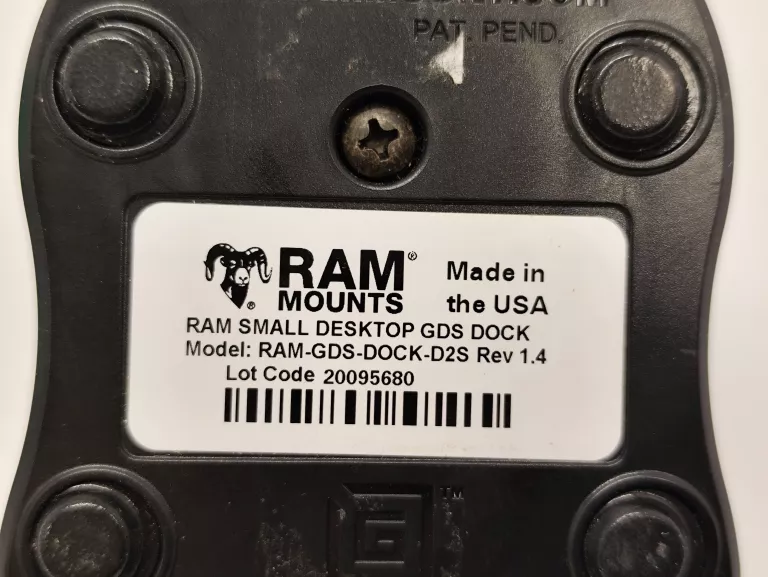 PAT. PEND.
RAM®
MOUNTS
®
Made in
the USA
RAM SMALL DESKTOP GDS DOCK
Model: RAM-GDS-DOCK-D2S Rev 1.4
Lot Code 20095680
TM